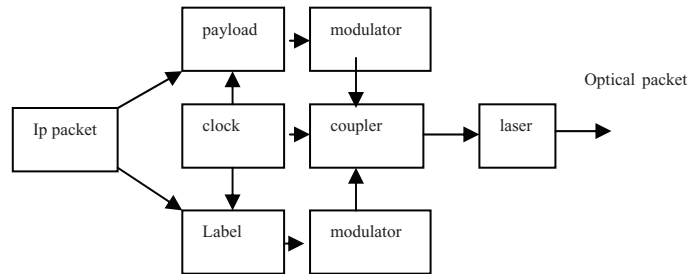 payload
modulator
Optical packet
Ip packet
clock
coupler
laser
Label
modulator